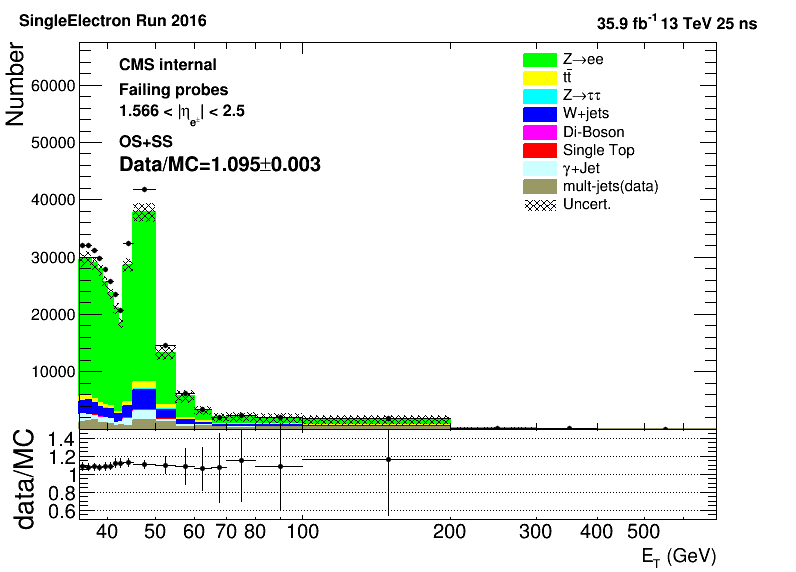 SingleElectron Run 2016
35.9 fb⁻¹ 13 TeV 25 ns
Number
CMS internal
Failing probes
1.566 < |η_e±| < 2.5
OS+SS
Data/MC=1.095±0.003
Z→ee
tt̄
Z→ττ
W+jets
Di-Boson
Single Top
γ+Jet
mult-jets(data)
Uncert.
60000
50000
40000
30000
20000
10000
data/MC
1.4
1.2
1
0.8
0.6
40 50 60 70 80 100 200 300 400 500
E_T (GeV)